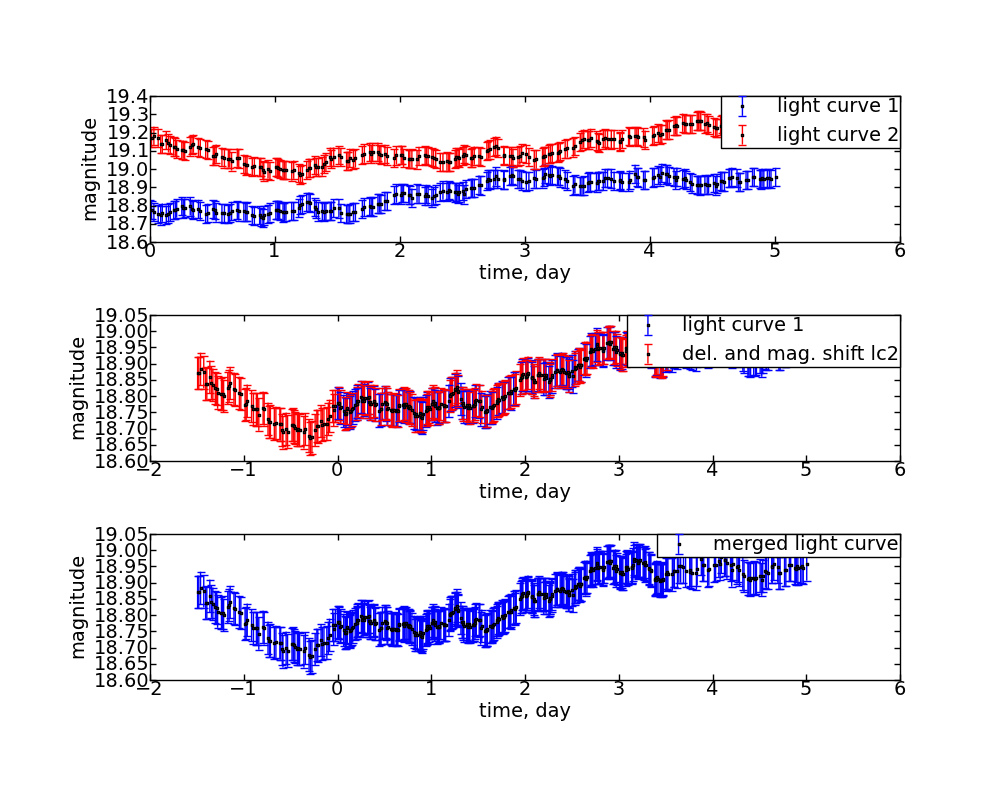 19.4
19.3
19.2
19.1
19.0
18.9
18.8
18.7
18.6
magnitude
light curve 1
light curve 2
0 1 2 3 4 5 6
time, day
19.05
19.00
18.95
18.90
18.85
18.80
18.75
18.70
18.65
18.60
magnitude
light curve 1
del. and mag. shift lc2
−2 −1 0 1 2 3 4 5 6
time, day
19.05
19.00
18.95
18.90
18.85
18.80
18.75
18.70
18.65
18.60
magnitude
merged light curve
−2 −1 0 1 2 3 4 5 6
time, day